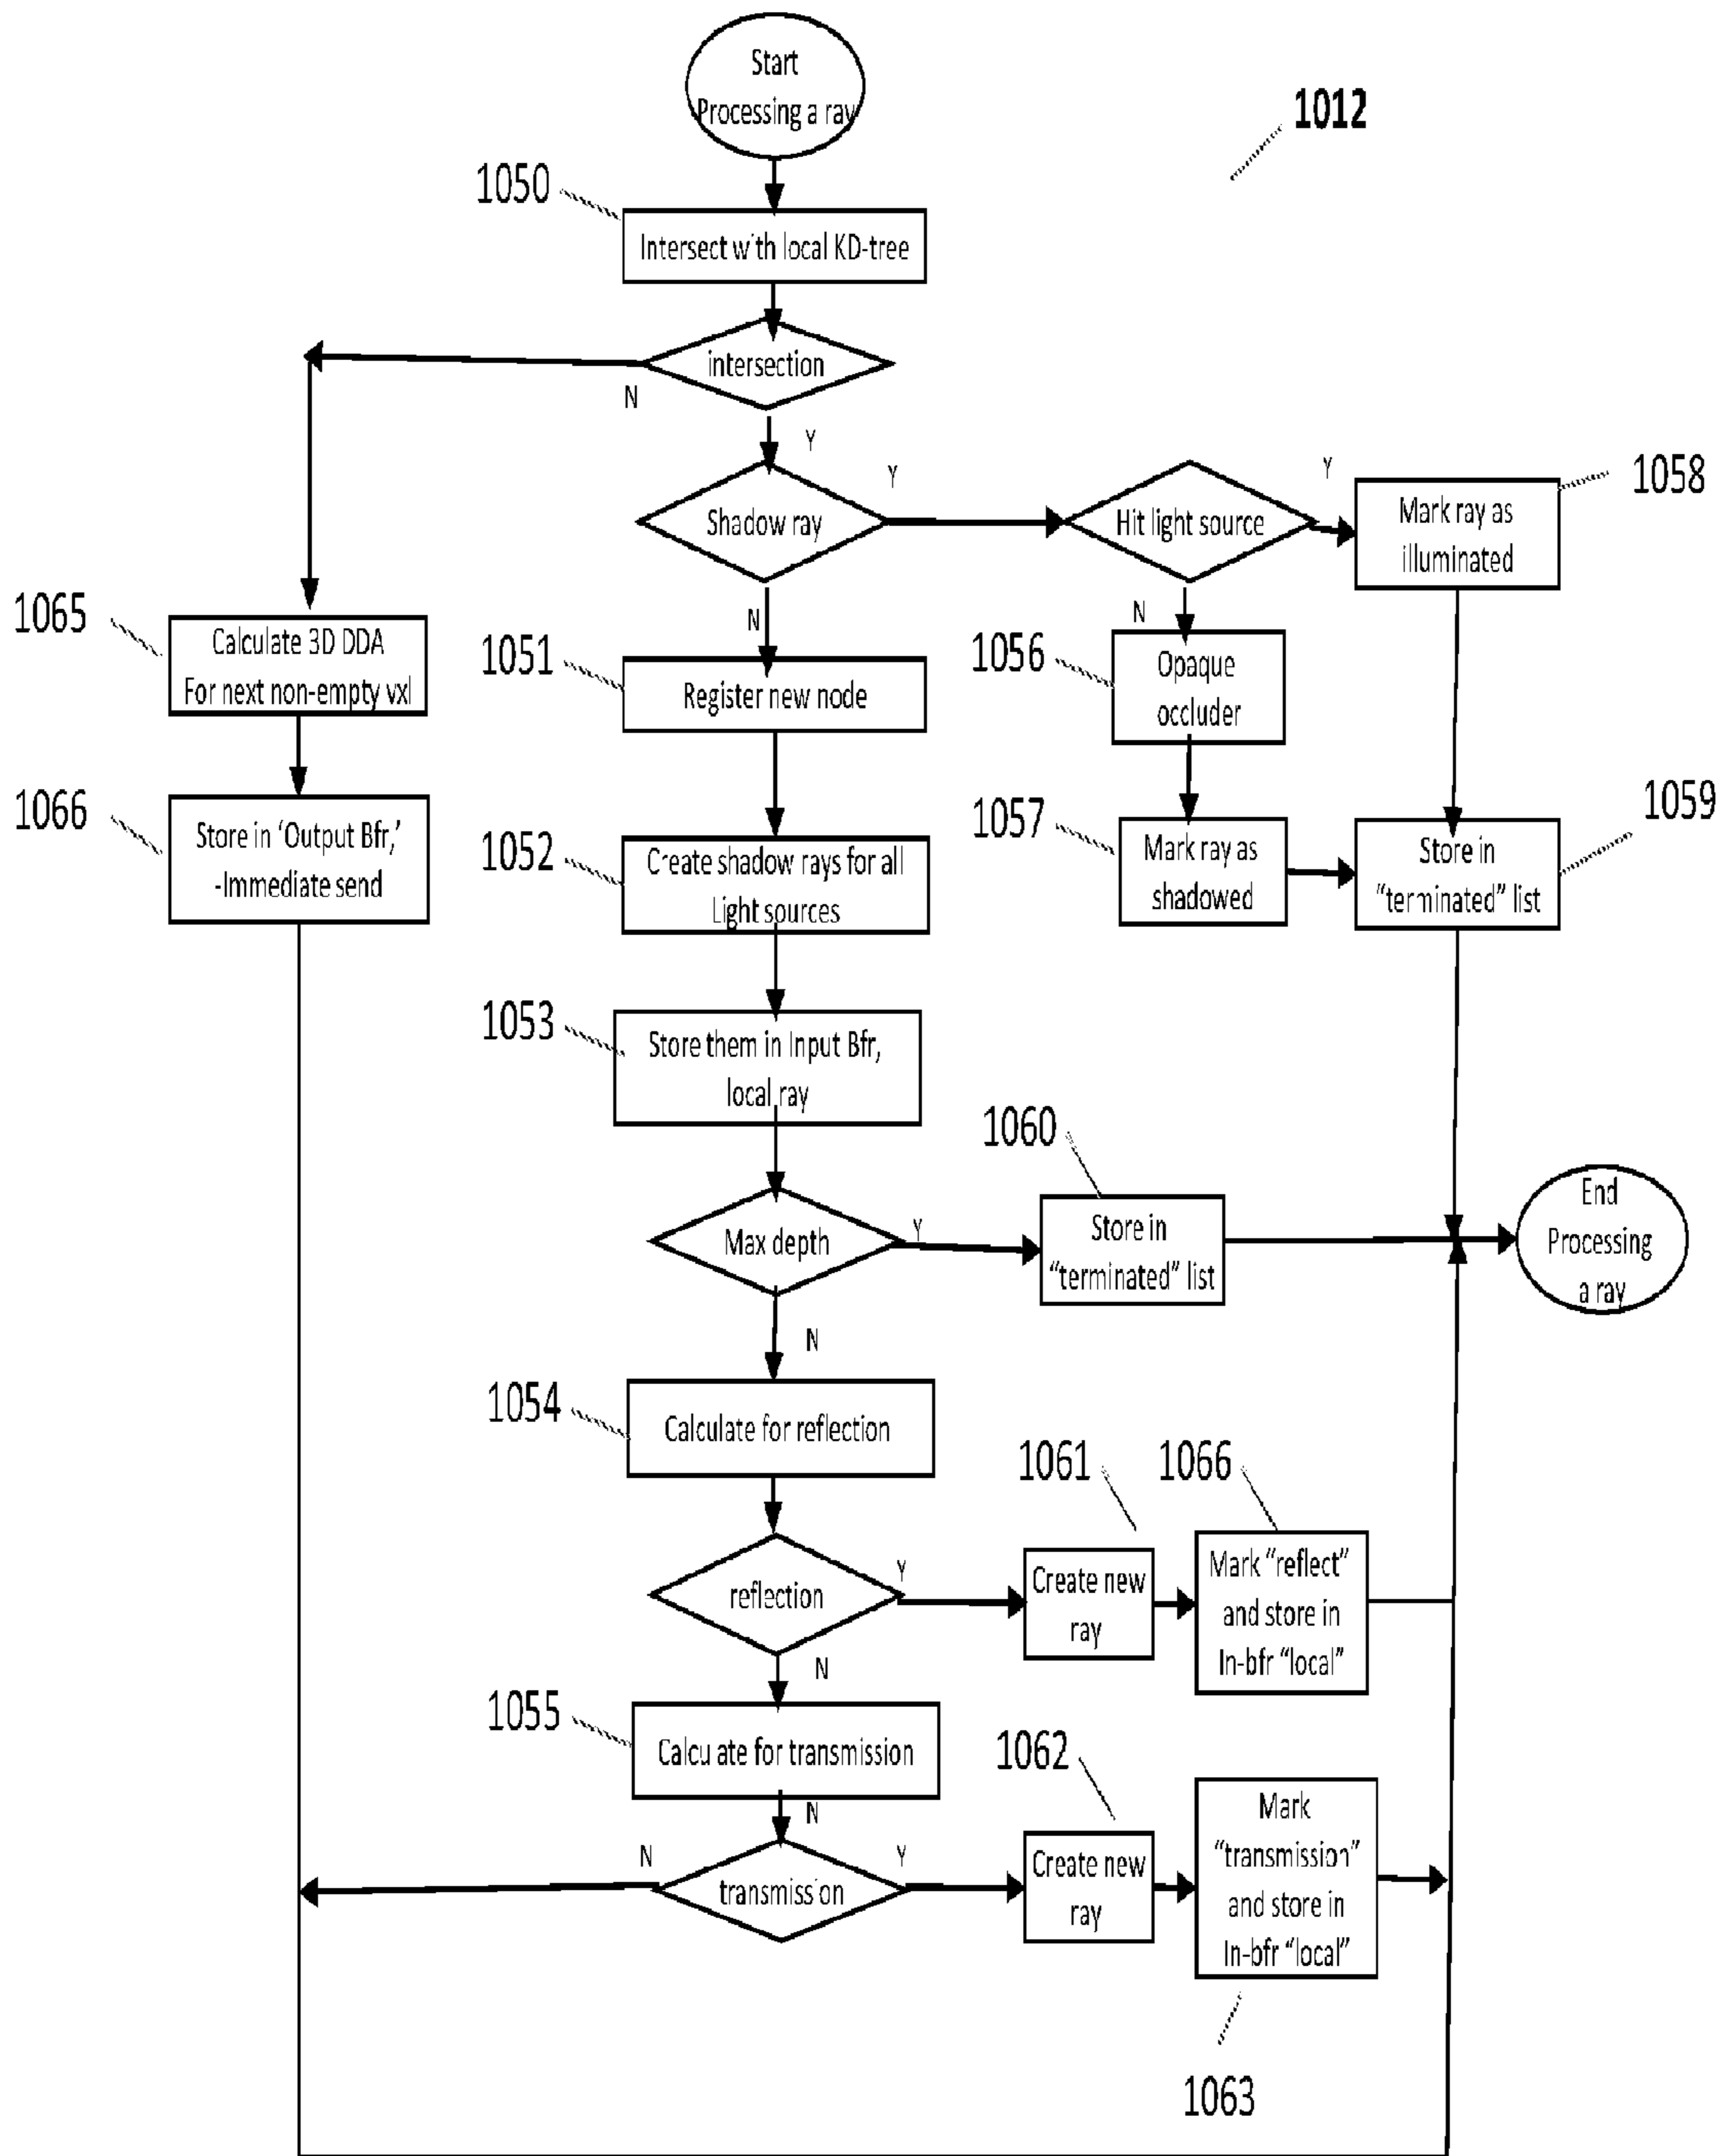 Start
Processing a ray
1012
1050
Intersect with local KD-tree
intersection
N
Y
Shadow ray
Y
Hit light source
Y
Mark ray as
illuminated
1058
N
N
1065
Calculate 3D DDA
For next non-empty vxl
1051
Register new node
1056
Opaque
occluder
1066
Store in 'Output Bfr,'
-Immediate send
1052
Create shadow rays for all
Light sources
1057
Mark ray as
shadowed
1059
Store in
"terminated" list
1053
Store them in Input Bfr,
local ray
1060
Max depth
Y
Store in
"terminated" list
End
Processing
a ray
N
1054
Calculate for reflection
1061
1066
reflection
Y
Create new
ray
Mark "reflect"
and store in
In-bfr "local"
N
1055
Calcu ate for transmission
1062
N
N
transmission
Y
Create new
ray
Mark
"transmission"
and store in
In-bfr "local"
1063